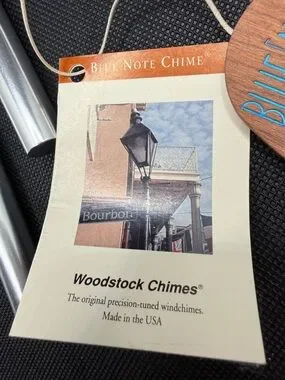 BLUE NOTE CHIME
Bourbon
Woodstock Chimes®
The original precision-tuned windchimes.
Made in the USA